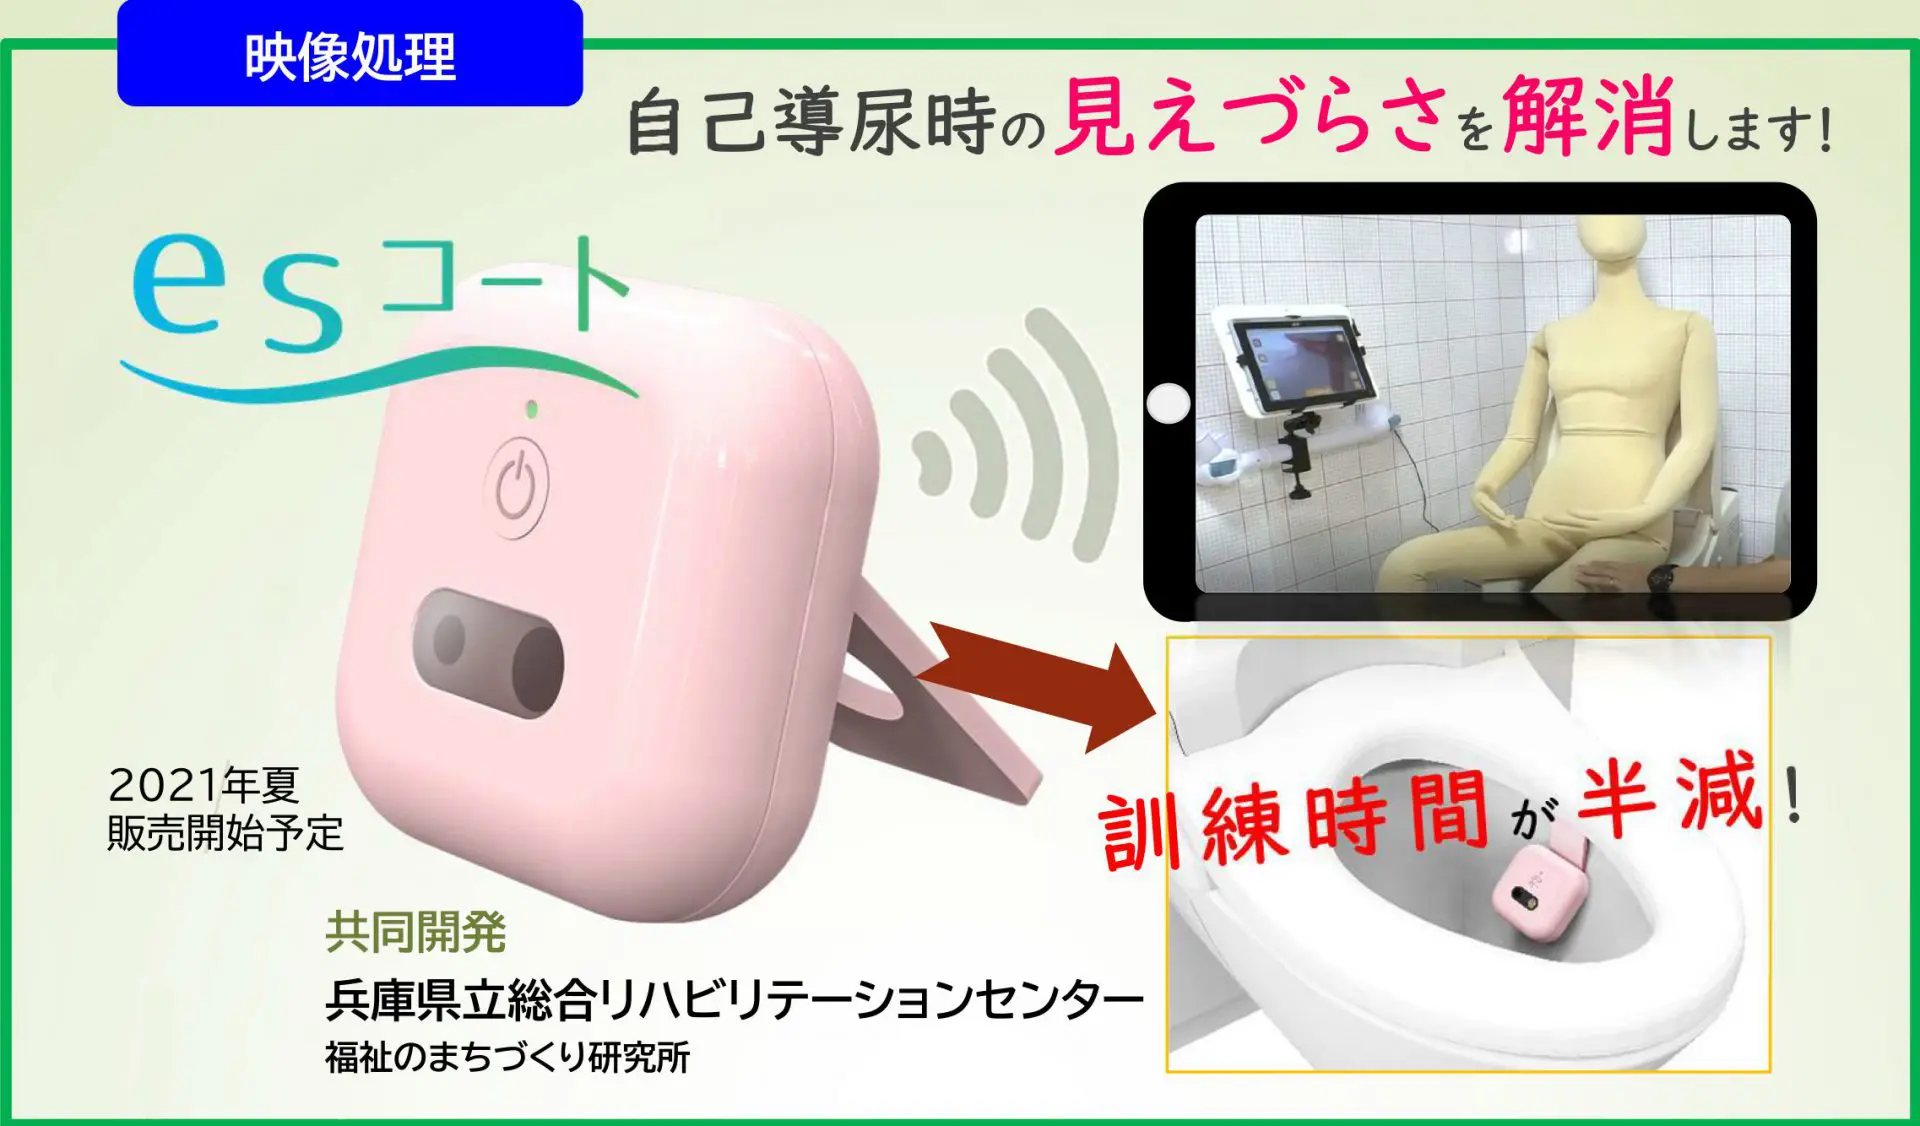 映像処理
自己導尿時の見えづらさを解消します!
esコート
訓練時間が半減!
2021年夏
販売開始予定
共同開発
兵庫県立総合リハビリテーションセンター
福祉のまちづくり研究所